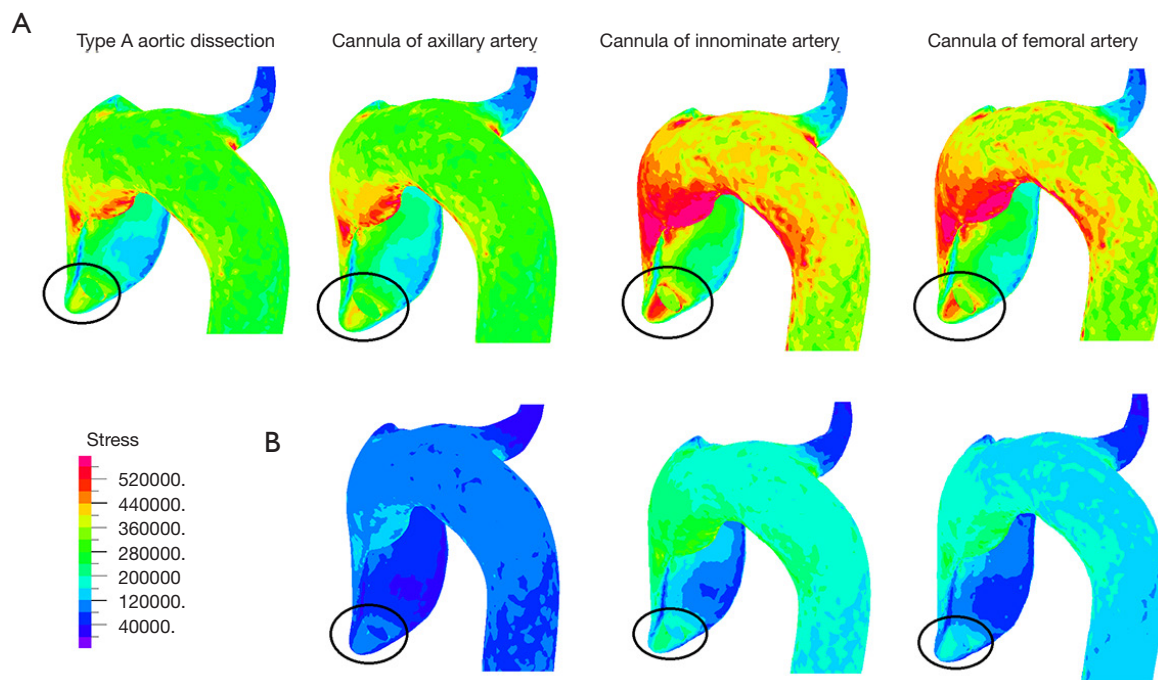 A
Type A aortic dissection
Cannula of axillary artery
Cannula of innominate artery
Cannula of femoral artery
B
Stress
520000.
440000.
360000.
280000.
200000
120000.
40000.